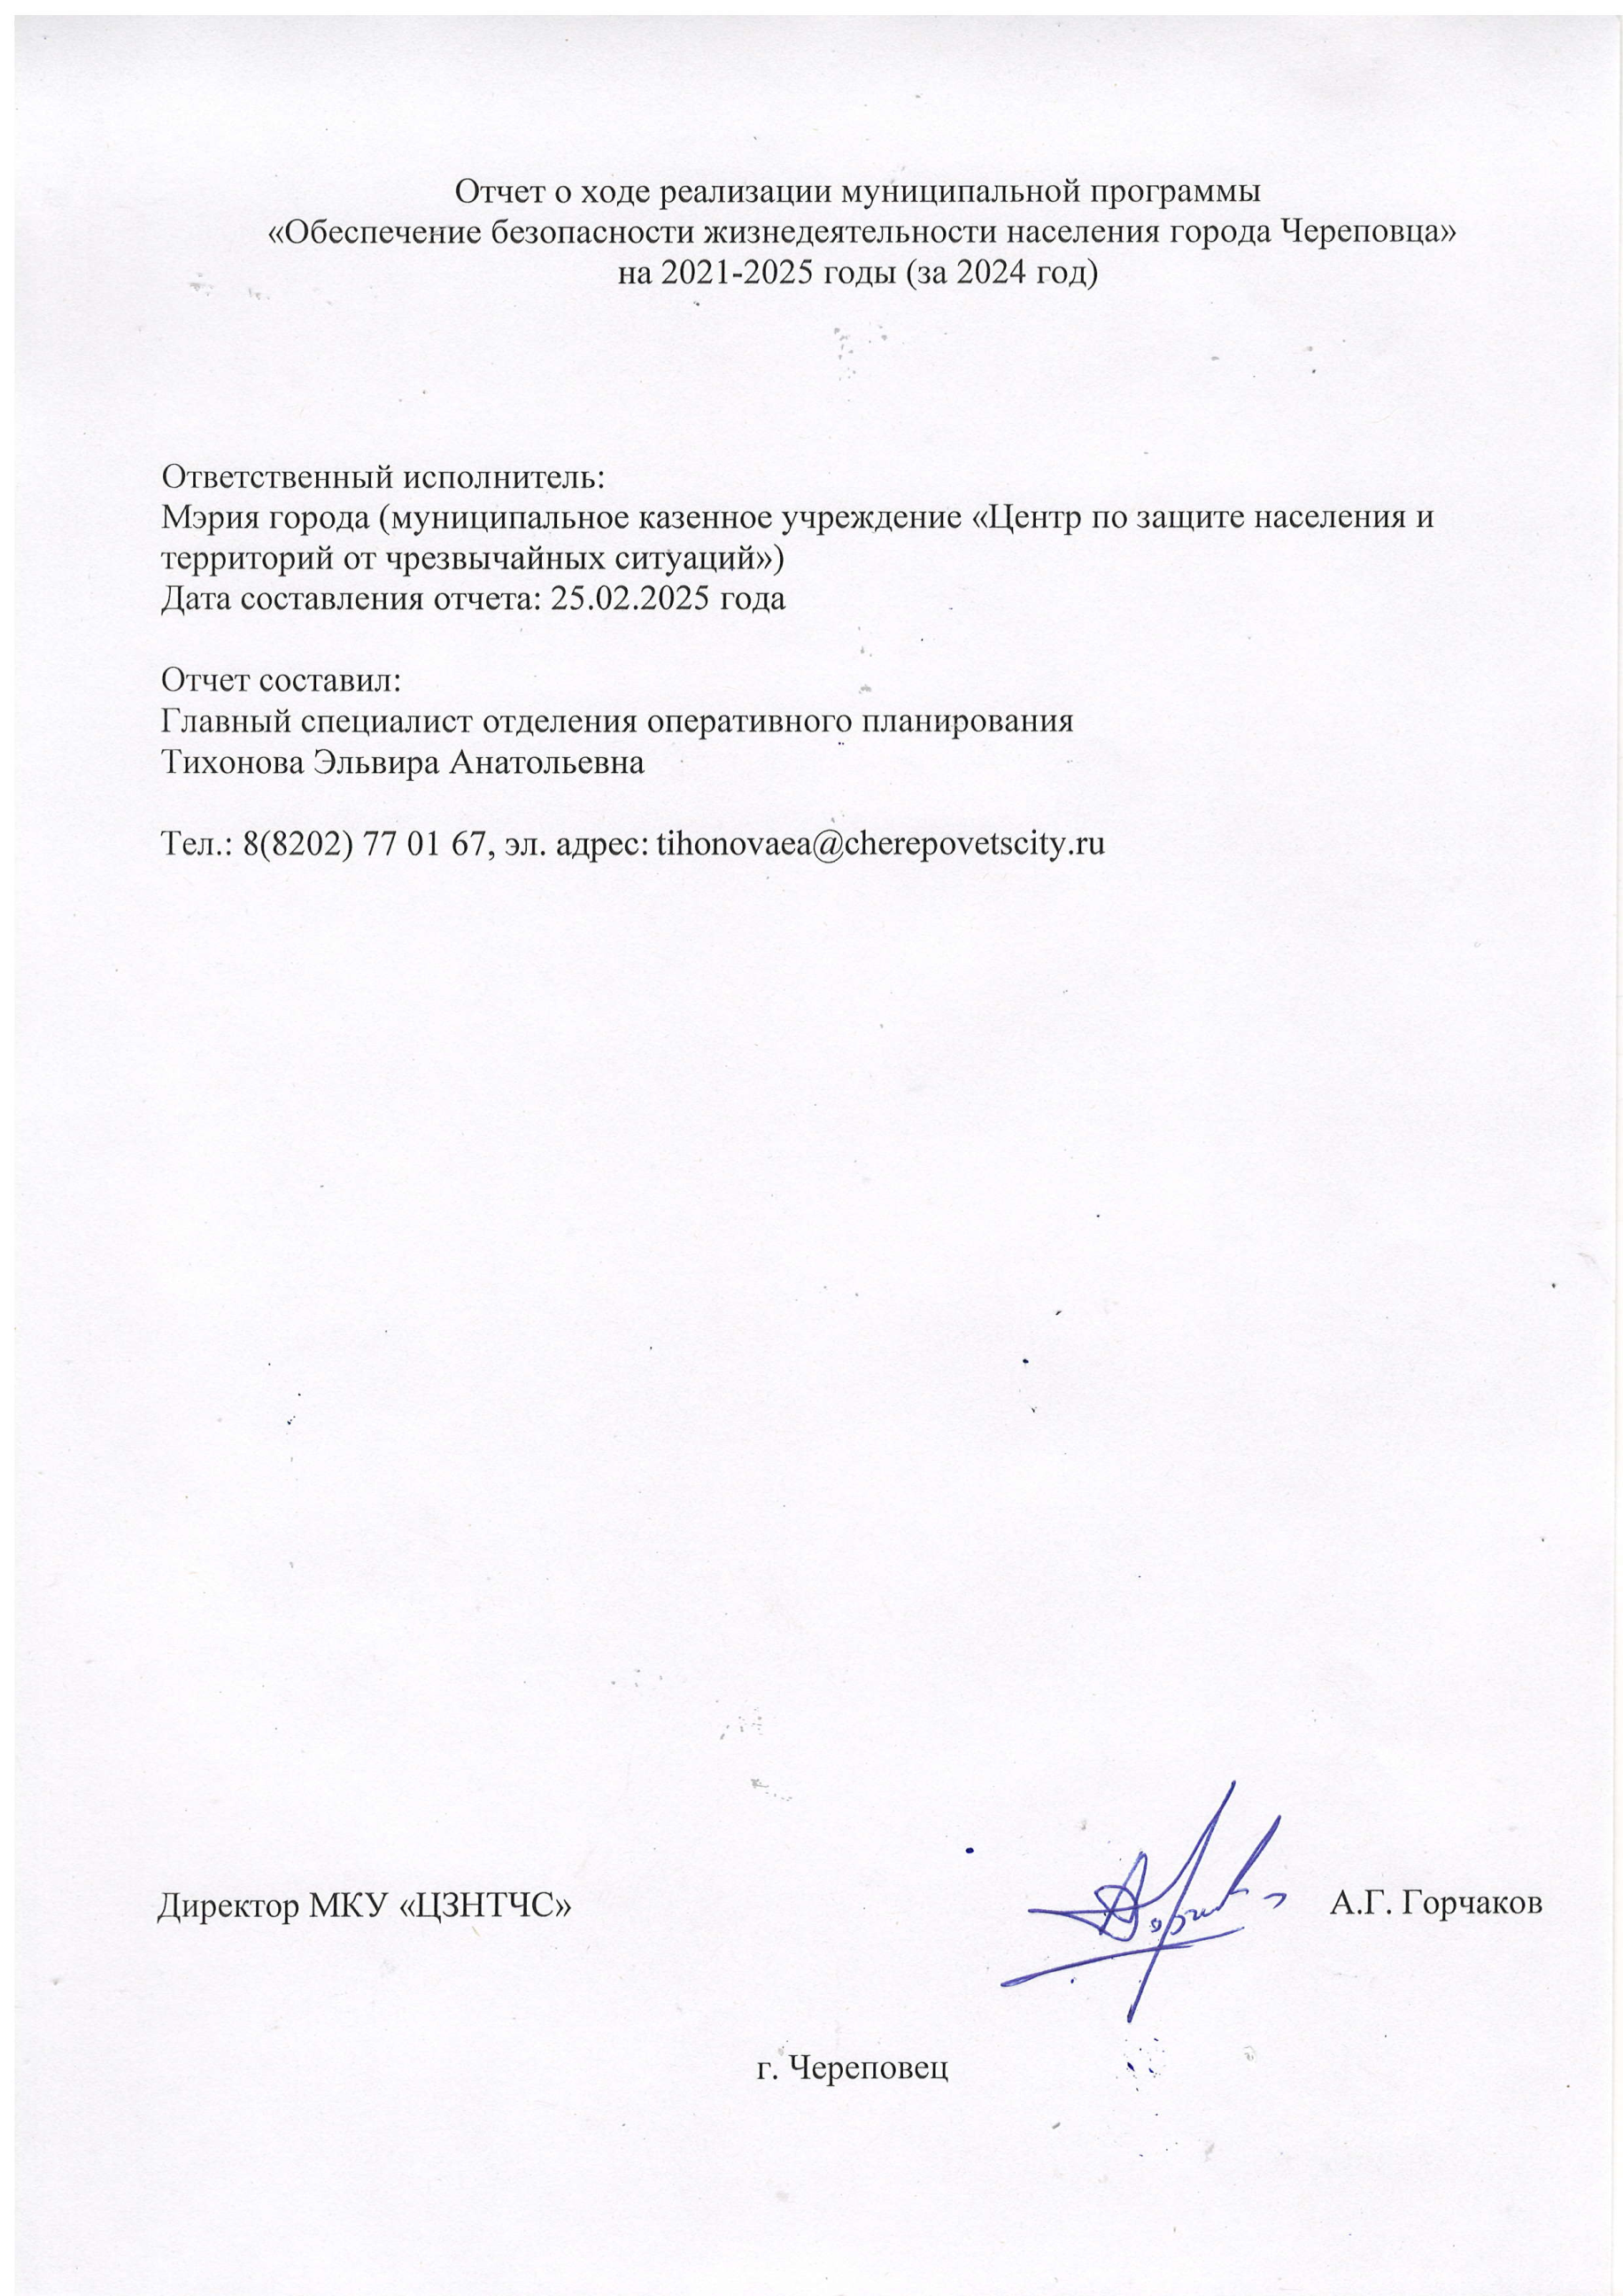 Отчет о ходе реализации муниципальной программы
«Обеспечение безопасности жизнедеятельности населения города Череповца»
на 2021-2025 годы (за 2024 год)
Ответственный исполнитель:
Мэрия города (муниципальное казенное учреждение «Центр по защите населения и
территорий от чрезвычайных ситуаций»)
Дата составления отчета: 25.02.2025 года
Отчет составил:
Главный специалист отделения оперативного планирования
Тихонова Эльвира Анатольевна
Тел.: 8(8202) 77 01 67, эл. адрес: tihonovaea@cherepovetscity.ru
Директор МКУ «ЦЗНТЧС»
А.Г. Горчаков
г. Череповец